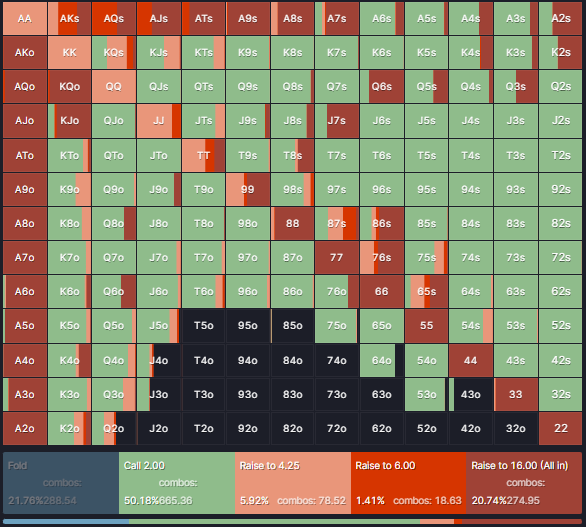 AA AKs AQs AJs ATs A9s A8s A7s A6s A5s A4s A3s A2s
AKo KK KQs KJs KTs K9s K8s K7s K6s K5s K4s K3s K2s
AQo KQo QQ QJs QTs Q9s Q8s Q7s Q6s Q5s Q4s Q3s Q2s
AJo KJo QJo JJ JTs J9s J8s J7s J6s J5s J4s J3s J2s
ATo KTo QTo JTo TT T9s T8s T7s T6s T5s T4s T3s T2s
A9o K9o Q9o J9o T9o 99 98s 97s 96s 95s 94s 93s 92s
A8o K8o Q8o J8o T8o 98o 88 87s 86s 85s 84s 83s 82s
A7o K7o Q7o J7o T7o 97o 87o 77 76s 75s 74s 73s 72s
A6o K6o Q6o J6o T6o 96o 86o 76o 66 65s 64s 63s 62s
A5o K5o Q5o J5o T5o 95o 85o 75o 65o 55 54s 53s 52s
A4o K4o Q4o J4o T4o 94o 84o 74o 64o 54o 44 43s 42s
A3o K3o Q3o J3o T3o 93o 83o 73o 63o 53o 43o 33 32s
A2o K2o Q2o J2o T2o 92o 82o 72o 62o 52o 42o 32o 22
Fold Call 2.00 Raise to 4.25 Raise to 6.00 Raise to 16.00 (All in)
combos: combos: combos:
21.76%288.54 50.18%665.36 5.92% combos: 78.52 1.41% combos: 18.63 20.74%274.95